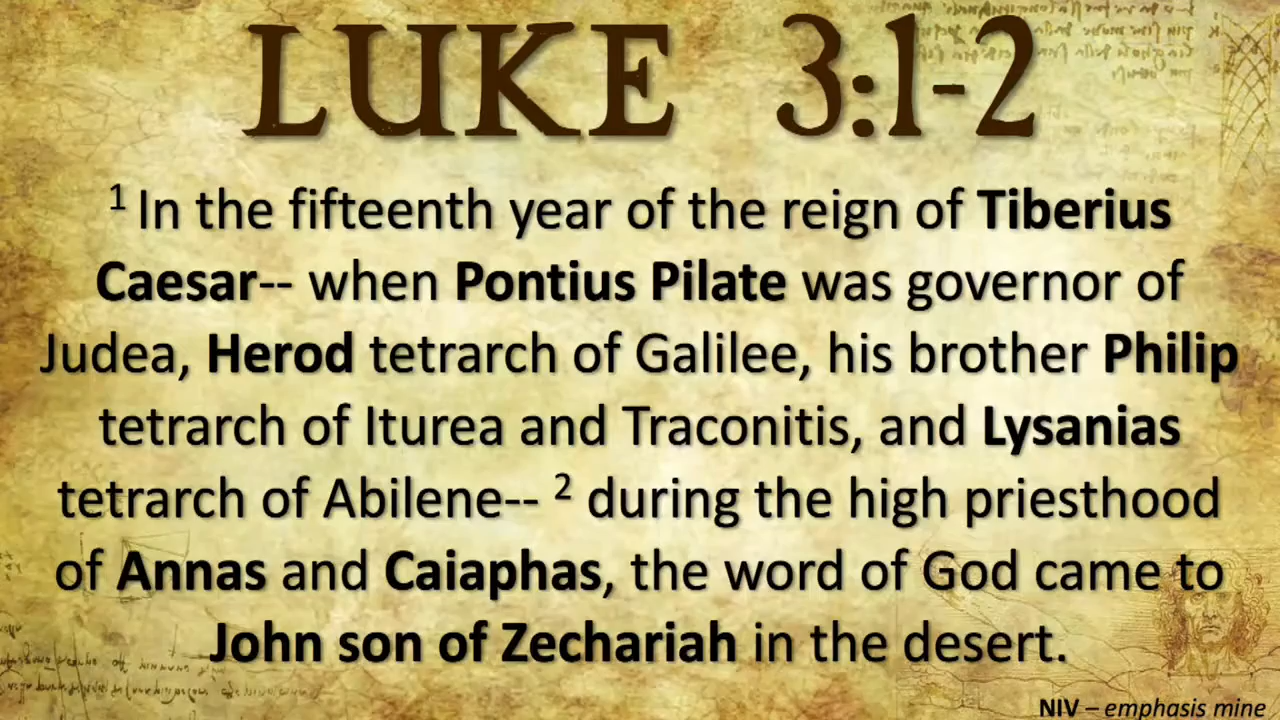 LUKE 3:1-2
1 In the fifteenth year of the reign of Tiberius
Caesar-- when Pontius Pilate was governor of
Judea, Herod tetrarch of Galilee, his brother Philip
tetrarch of Iturea and Traconitis, and Lysanias
tetrarch of Abilene-- 2 during the high priesthood
of Annas and Caiaphas, the word of God came to
John son of Zechariah in the desert.
NIV – emphasis mine